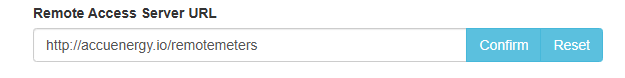 Remote Access Server URL
http://accuenergy.io/remotemeters Confirm Reset